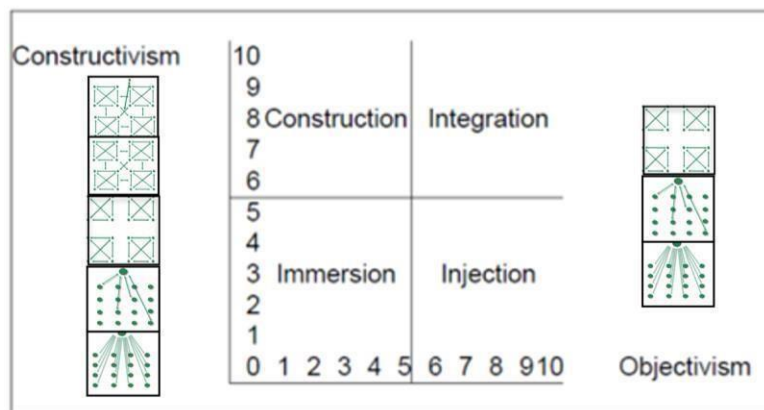 Constructivism
10
9
8 Construction Integration
7
6
5
4
3 Immersion Injection
2
1
0 1 2 3 4 5 6 7 8 9 10
Objectivism